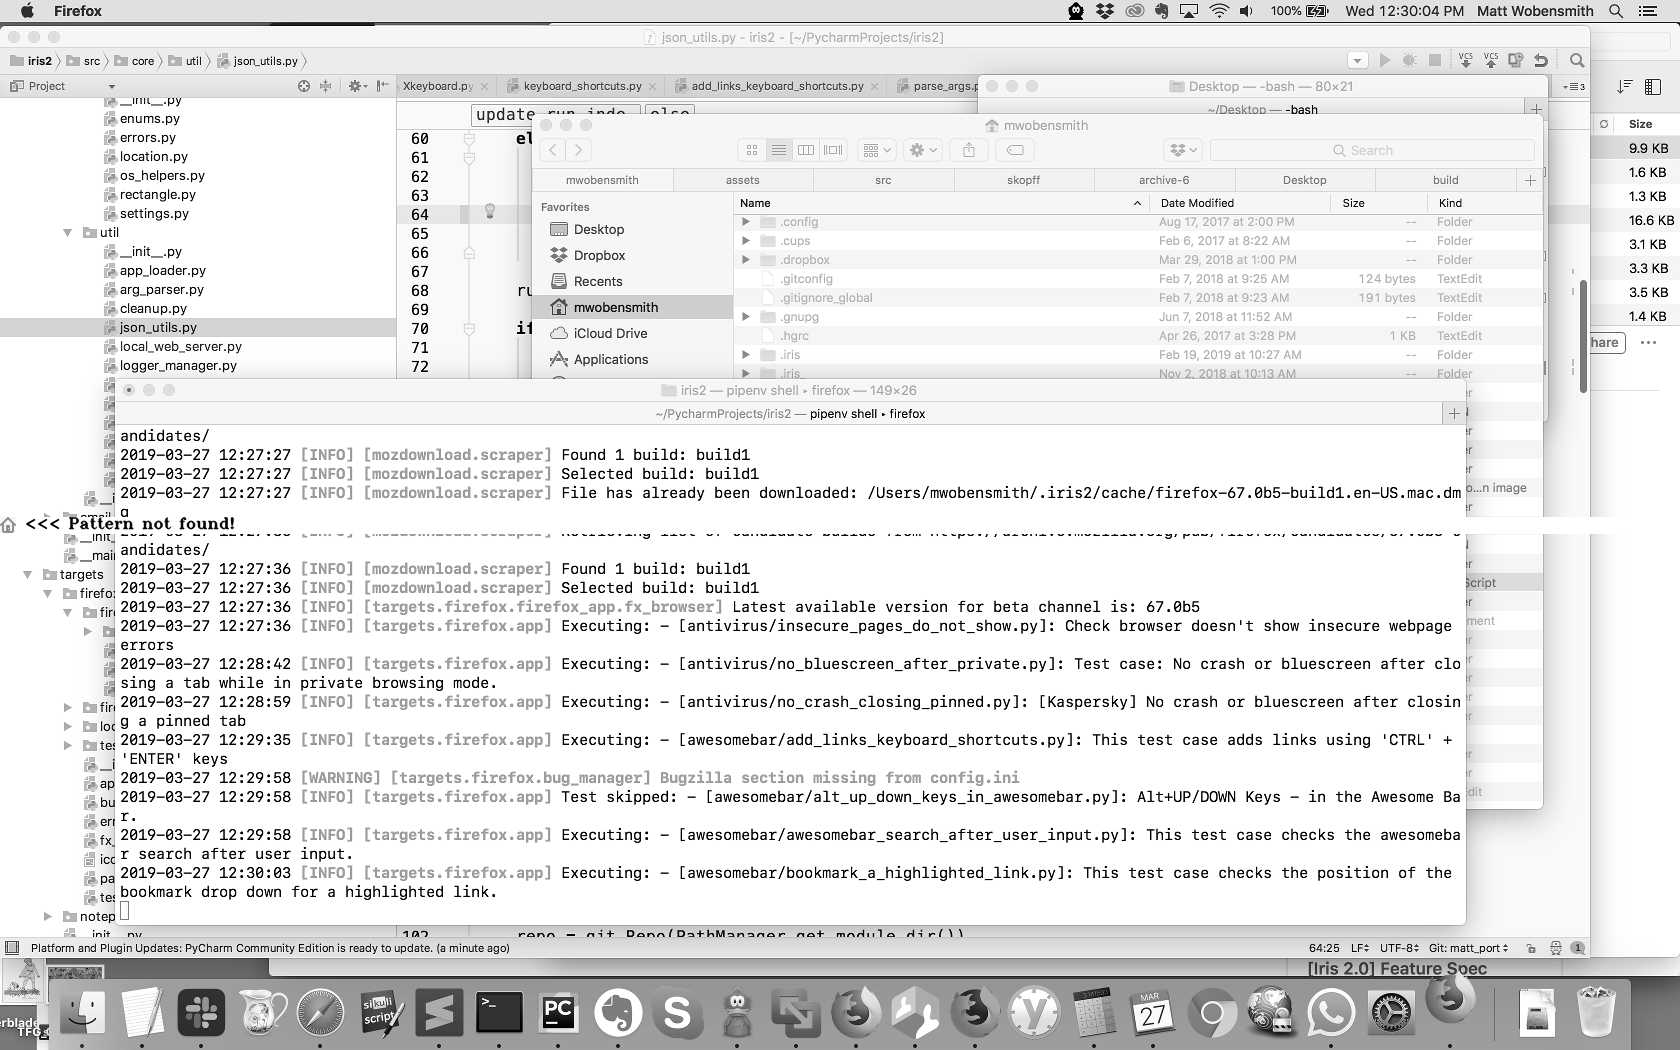 Firefox
100%
Wed 12:30:04 PM
Matt Wobensmith
json_utils.py - iris2 - [~/PycharmProjects/iris2]
iris2
src
core
util
json_utils.py
Project
Xkeyboard.py
keyboard_shortcuts.py
add_links_keyboard_shortcuts.py
__init__.py
enums.py
errors.py
location.py
os_helpers.py
rectangle.py
settings.py
util
__init__.py
app_loader.py
arg_parser.py
cleanup.py
json_utils.py
local_web_server.py
logger_manager.py
60
61
62
63
64
65
66
67
68
69
70
71
72
if
Desktop — -bash — 80×21
~/Desktop — -bash
Size
9.9 KB
1.6 KB
1.3 KB
16.6 KB
3.1 KB
3.3 KB
3.5 KB
1.4 KB
hare
mwobensmith
Search
mwobensmith
assets
src
skopff
archive-6
Desktop
build
Favorites
Desktop
Dropbox
Recents
mwobensmith
iCloud Drive
Applications
Name
Date Modified
Size
Kind
.config Aug 17, 2017 at 2:00 PM -- Folder
.cups Feb 6, 2017 at 8:22 AM -- Folder
.dropbox Mar 29, 2018 at 1:00 PM -- Folder
.gitconfig Feb 7, 2018 at 9:25 AM 124 bytes TextEdit
.gitignore_global Feb 7, 2018 at 9:23 AM 191 bytes TextEdit
.gnupg Jun 7, 2018 at 11:52 AM -- Folder
.hgrc Apr 26, 2017 at 3:28 PM 1 KB TextEdit
.iris Feb 19, 2019 at 10:27 AM -- Folder
.iris_ Nov 2, 2018 at 10:13 AM -- Folder
iris2 — pipenv shell ▸ firefox — 149×26
~/PycharmProjects/iris2 — pipenv shell ▸ firefox
andidates/
2019-03-27 12:27:27 [INFO] [mozdownload.scraper] Found 1 build: build1
2019-03-27 12:27:27 [INFO] [mozdownload.scraper] Selected build: build1
2019-03-27 12:27:27 [INFO] [mozdownload.scraper] File has already been downloaded: /Users/mwobensmith/.iris2/cache/firefox-67.0b5-build1.en-US.mac.dm
g
<<< Pattern not found!
andidates/
2019-03-27 12:27:36 [INFO] [mozdownload.scraper] Found 1 build: build1
2019-03-27 12:27:36 [INFO] [mozdownload.scraper] Selected build: build1
2019-03-27 12:27:36 [INFO] [targets.firefox.firefox_app.fx_browser] Latest available version for beta channel is: 67.0b5
2019-03-27 12:27:36 [INFO] [targets.firefox.app] Executing: - [antivirus/insecure_pages_do_not_show.py]: Check browser doesn't show insecure webpage
errors
2019-03-27 12:28:42 [INFO] [targets.firefox.app] Executing: - [antivirus/no_bluescreen_after_private.py]: Test case: No crash or bluescreen after clo
sing a tab while in private browsing mode.
2019-03-27 12:28:59 [INFO] [targets.firefox.app] Executing: - [antivirus/no_crash_closing_pinned.py]: [Kaspersky] No crash or bluescreen after closin
g a pinned tab
2019-03-27 12:29:35 [INFO] [targets.firefox.app] Executing: - [awesomebar/add_links_keyboard_shortcuts.py]: This test case adds links using 'CTRL' +
'ENTER' keys
2019-03-27 12:29:58 [WARNING] [targets.firefox.bug_manager] Bugzilla section missing from config.ini
2019-03-27 12:29:58 [INFO] [targets.firefox.app] Test skipped: - [awesomebar/alt_up_down_keys_in_awesomebar.py]: Alt+UP/DOWN Keys - in the Awesome Ba
r.
2019-03-27 12:29:58 [INFO] [targets.firefox.app] Executing: - [awesomebar/awesomebar_search_after_user_input.py]: This test case checks the awesomeba
r search after user input.
2019-03-27 12:30:03 [INFO] [targets.firefox.app] Executing: - [awesomebar/bookmark_a_highlighted_link.py]: This test case checks the position of the
bookmark drop down for a highlighted link.
targets
o...n image
Script
Platform and Plugin Updates: PyCharm Community Edition is ready to update. (a minute ago)
64:25
LF
UTF-8
Git: matt_port
1
[Iris 2.0] Feature Spec
sikuli
script
PC
MAR
27
TFG